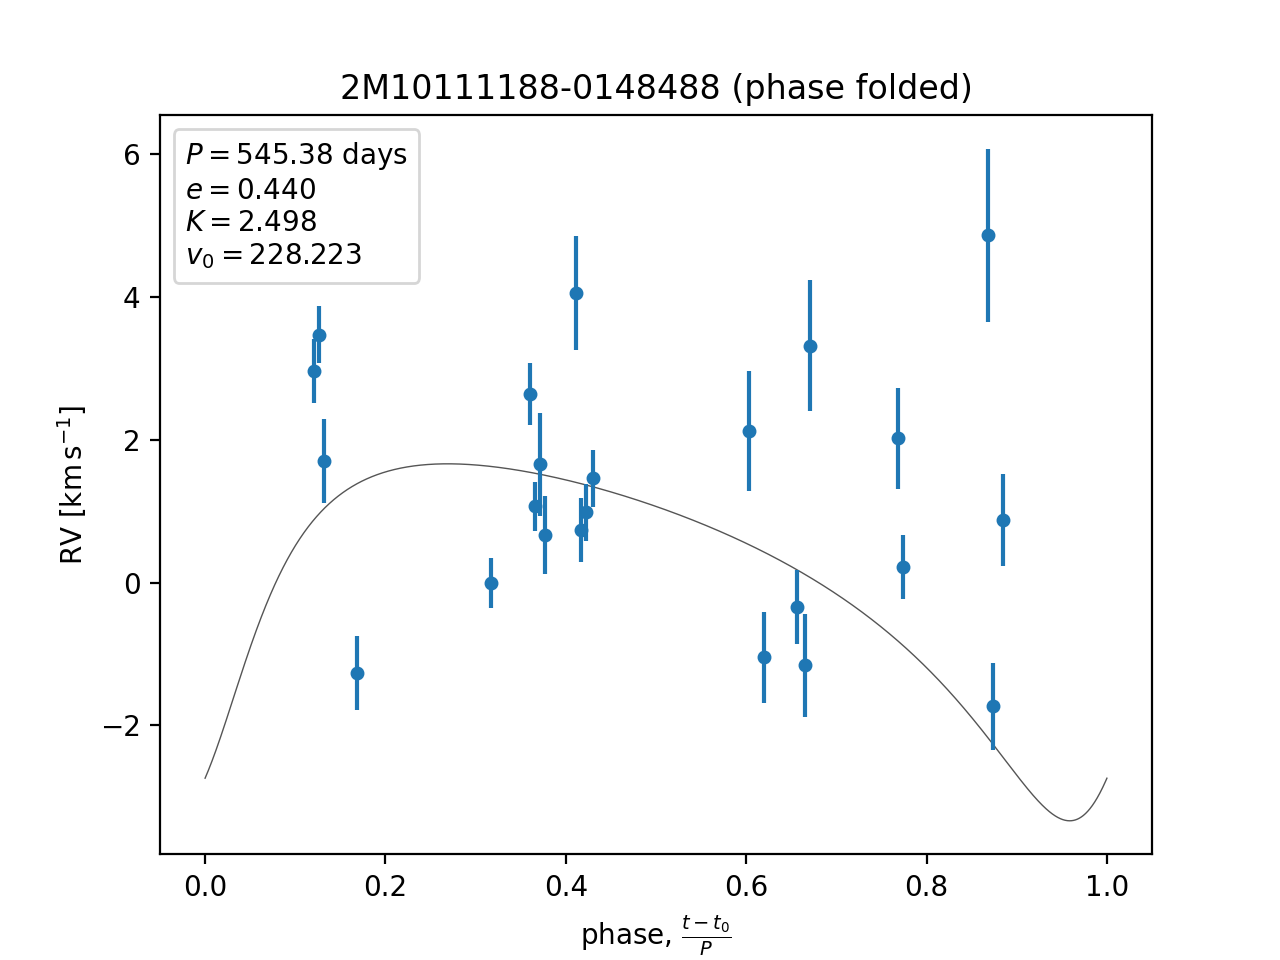 2M10111188-0148488 (phase folded)
P = 545.38 days
e = 0.440
K = 2.498
v₀ = 228.223
RV [km s⁻¹]
6
4
2
0
−2
0.0 0.2 0.4 0.6 0.8 1.0
phase, (t − t₀)/P